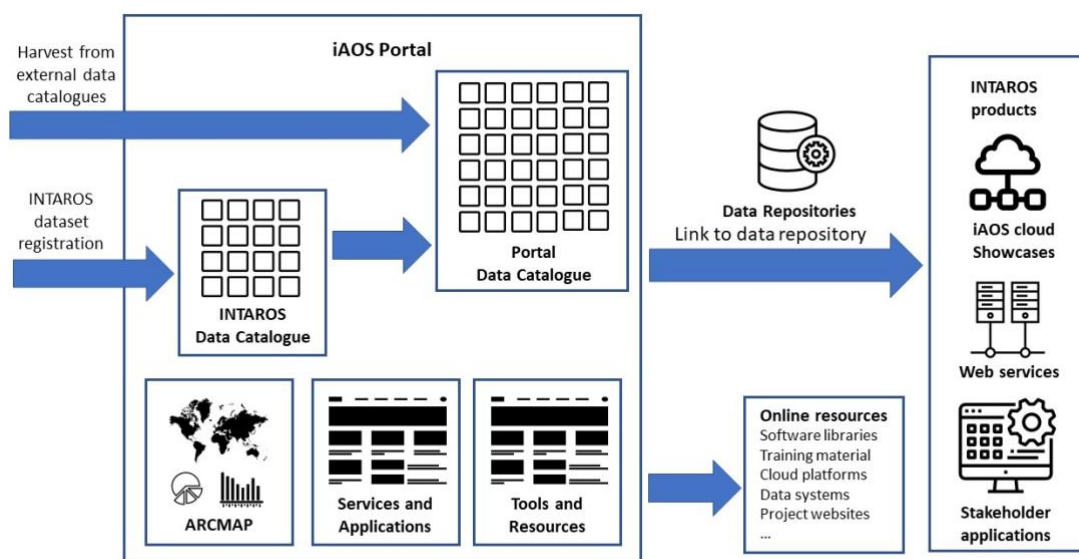 Harvest from
external data
catalogues
iAOS Portal
INTAROS
dataset
registration
INTAROS
Data Catalogue
Portal
Data Catalogue
Data Repositories
Link to data repository
INTAROS
products
iAOS cloud
Showcases
Web services
Stakeholder
applications
ARCMAP
Services and
Applications
Tools and
Resources
Online resources
Software libraries
Training material
Cloud platforms
Data systems
Project websites
...